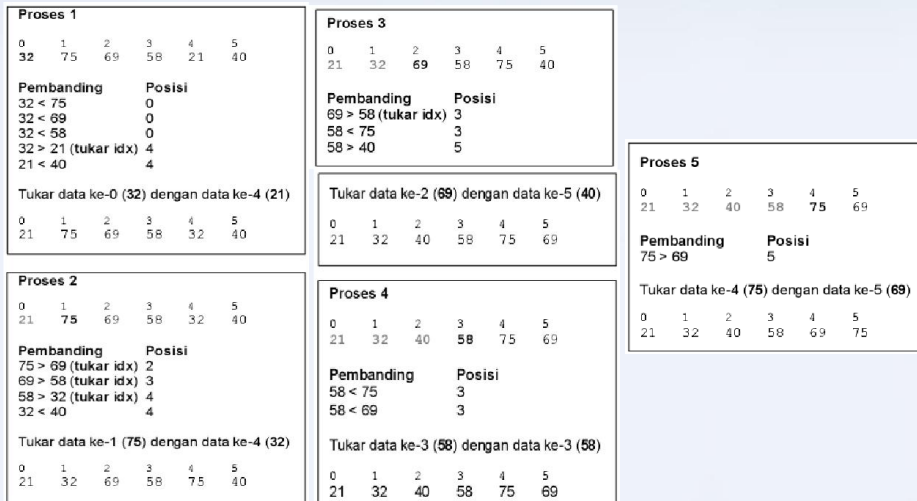 Proses 1
0 1 2 3 4 5
32 75 69 58 21 40
Pembanding Posisi
32 < 75 0
32 < 69 0
32 < 58 0
32 > 21 (tukar idx) 4
21 < 40 4
Tukar data ke-0 (32) dengan data ke-4 (21)
0 1 2 3 4 5
21 75 69 58 32 40
Proses 2
0 1 2 3 4 5
21 75 69 58 32 40
Pembanding Posisi
75 > 69 (tukar idx) 2
69 > 58 (tukar idx) 3
58 > 32 (tukar idx) 4
32 < 40 4
Tukar data ke-1 (75) dengan data ke-4 (32)
0 1 2 3 4 5
21 32 69 58 75 40
Proses 3
0 1 2 3 4 5
21 32 69 58 75 40
Pembanding Posisi
69 > 58 (tukar idx) 3
58 < 75 3
58 > 40 5
Tukar data ke-2 (69) dengan data ke-5 (40)
0 1 2 3 4 5
21 32 40 58 75 69
Proses 4
0 1 2 3 4 5
21 32 40 58 75 69
Pembanding Posisi
58 < 75 3
58 < 69 3
Tukar data ke-3 (58) dengan data ke-3 (58)
0 1 2 3 4 5
21 32 40 58 75 69
Proses 5
0 1 2 3 4 5
21 32 40 58 75 69
Pembanding Posisi
75 > 69 5
Tukar data ke-4 (75) dengan data ke-5 (69)
0 1 2 3 4 5
21 32 40 58 69 75